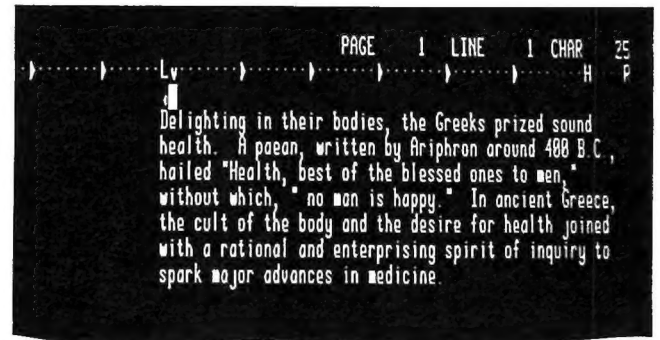 PAGE 1 LINE 1 CHAR 25
L H P
Delighting in their bodies, the Greeks prized sound
health. A paean, written by Ariphron around 400 B.C.,
hailed "Health, best of the blessed ones to men,"
without which, " no man is happy." In ancient Greece,
the cult of the body and the desire for health joined
with a rational and enterprising spirit of inquiry to
spark major advances in medicine.